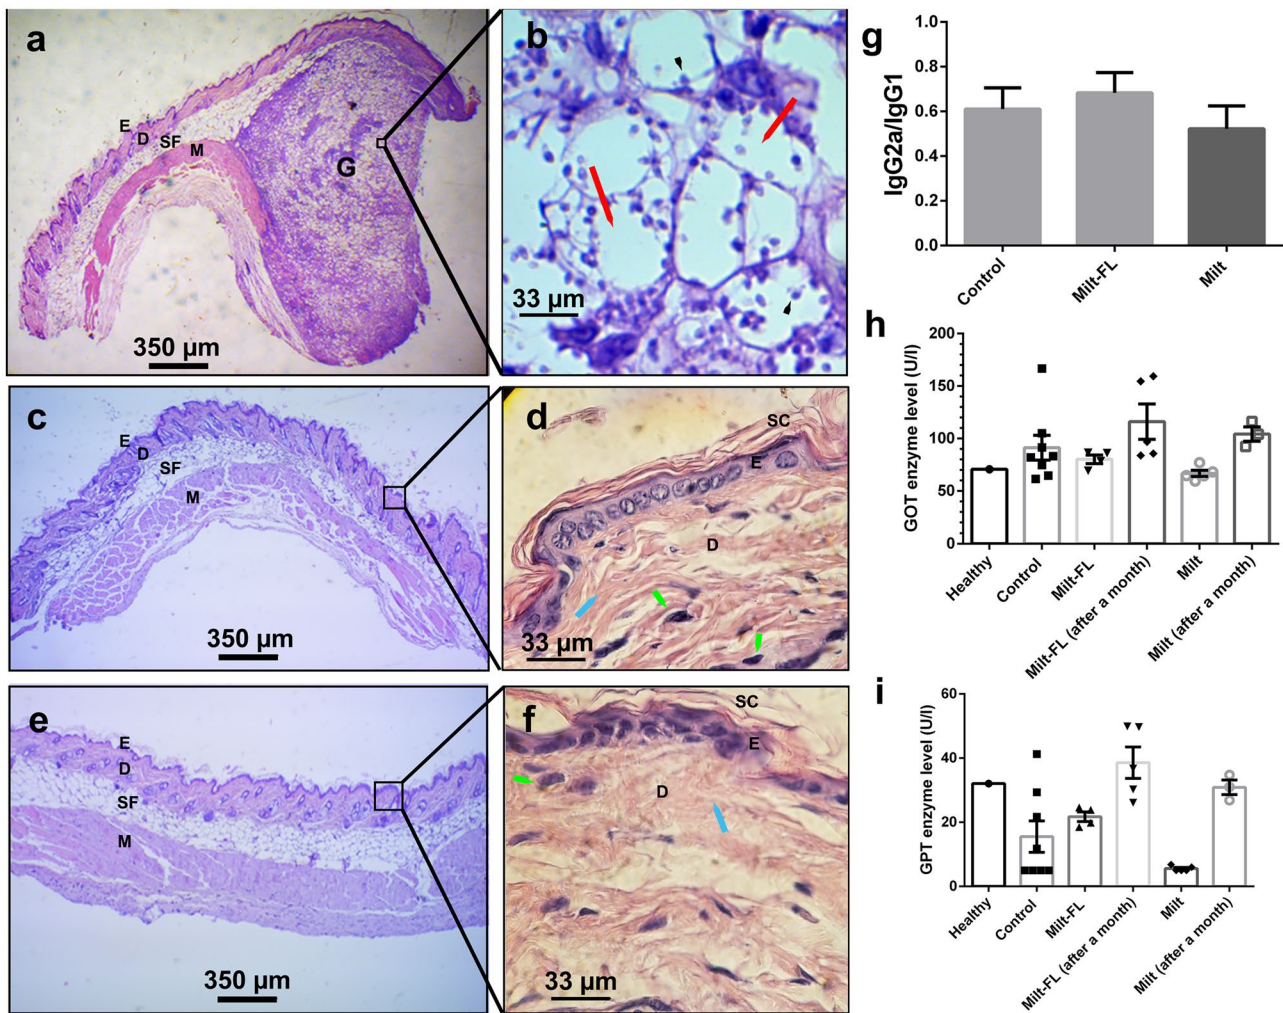 a
E
D
SF
M
G
350 µm
b
33 µm
c
E
D
SF
M
350 µm
d
SC
E
D
33 µm
e
E
D
SF
M
350 µm
f
SC
E
D
33 µm
g
IgG2a/IgG1
1.0
0.8
0.6
0.4
0.2
0.0
Control
Milt-FL
Milt
h
GOT enzyme level (U/l)
200
150
100
50
0
Healthy
Control
Milt-FL
Milt-FL (after a month)
Milt
Milt (after a month)
i
GPT enzyme level (U/l)
60
40
20
0
Healthy
Control
Milt-FL
Milt-FL (after a month)
Milt
Milt (after a month)